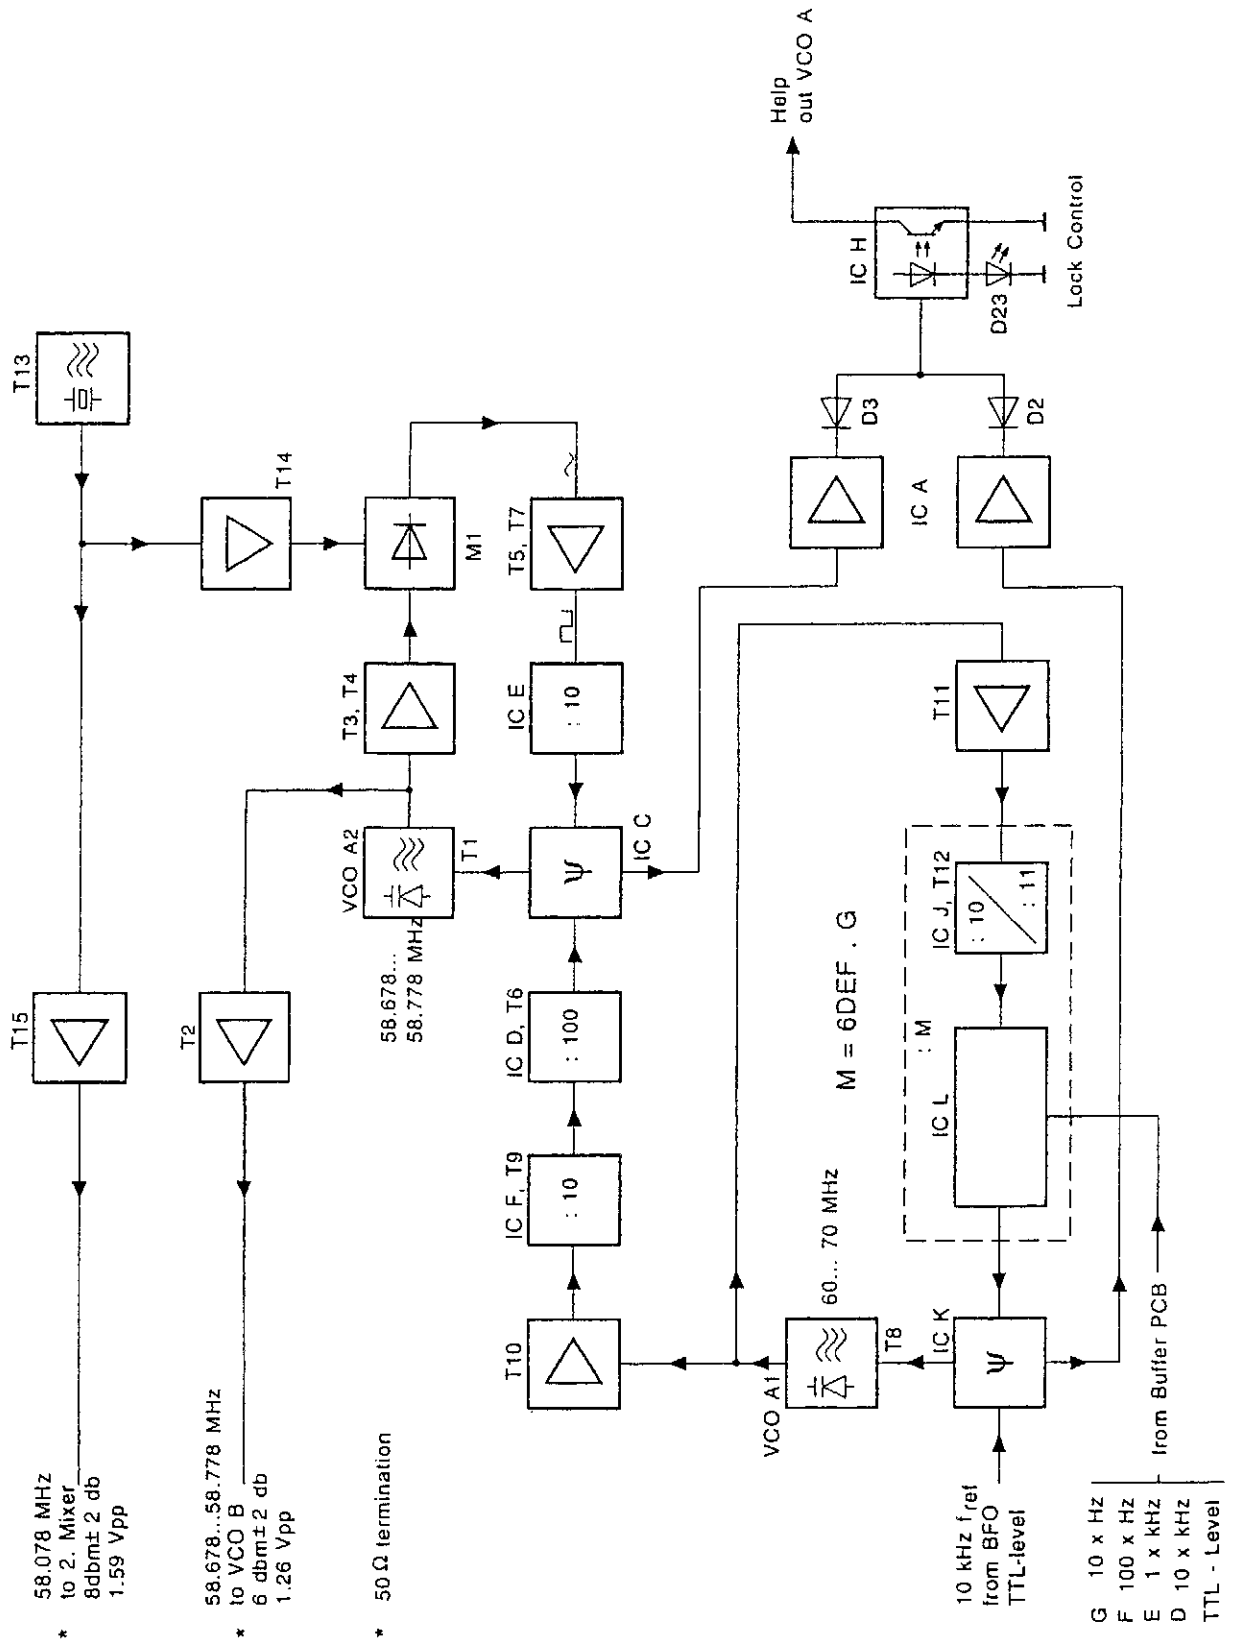 58.078 MHz
to 2. Mixer
8dbm± 2 db
1.59 Vpp
*
T15
T13
58.678...58.778 MHz
to VCO B
6 dbm± 2 db
1.26 Vpp
*
T2
T14
* 50 Ω termination
VCO A2
T1
58.678...
58.778 MHz
T3, T4
M1
T10
IC F, T9
: 10
IC D, T6
: 100
ψ
IC C
IC E
: 10
T5, T7
VCO A1
T8
60... 70 MHz
M = 6DEF . G
D3
IC A
D2
IC H
D23
Help
out VCO A
Lock Control
10 kHz fref
from BFO
TTL-level
IC K
ψ
IC L
: M
IC J, T12
: 10
: 11
T11
G 10 x Hz
F 100 x Hz
E 1 x kHz
D 10 x kHz
TTL - Level
from Buffer PCB